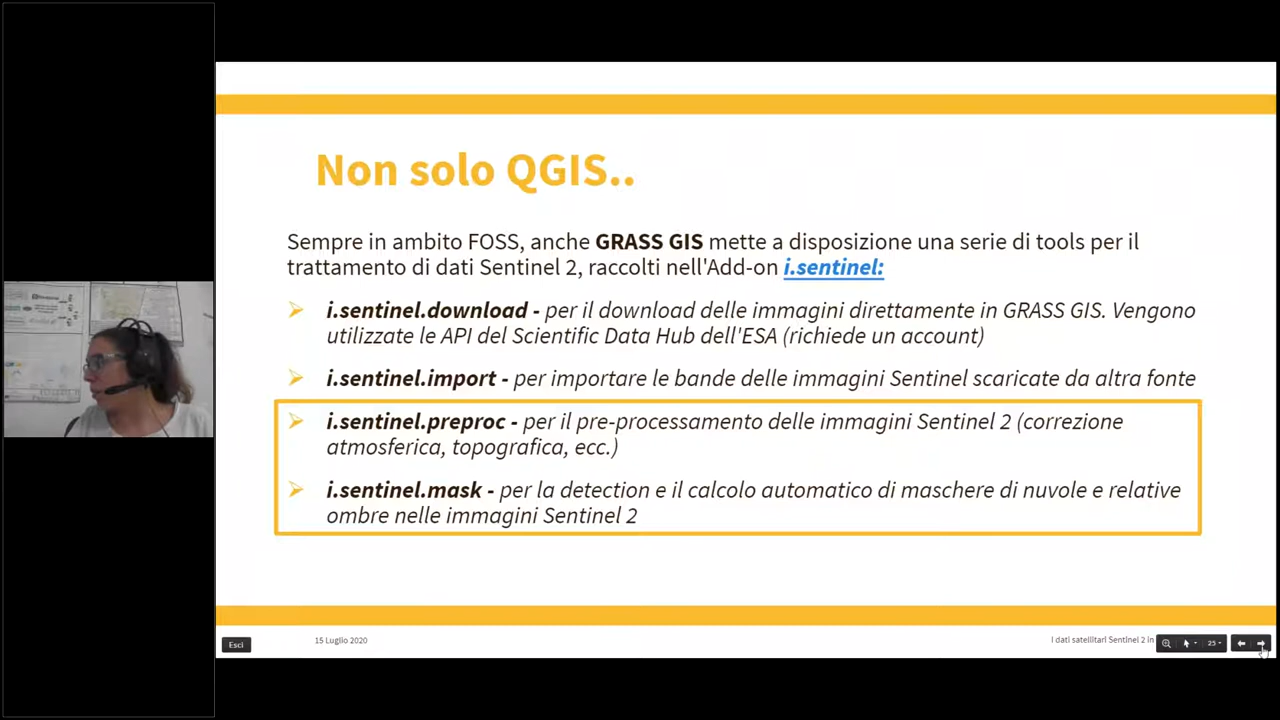 Non solo QGIS..
Sempre in ambito FOSS, anche GRASS GIS mette a disposizione una serie di tools per il
trattamento di dati Sentinel 2, raccolti nell'Add-on i.sentinel:
i.sentinel.download - per il download delle immagini direttamente in GRASS GIS. Vengono
utilizzate le API del Scientific Data Hub dell'ESA (richiede un account)
i.sentinel.import - per importare le bande delle immagini Sentinel scaricate da altra fonte
i.sentinel.preproc - per il pre-processamento delle immagini Sentinel 2 (correzione
atmosferica, topografica, ecc.)
i.sentinel.mask - per la detection e il calcolo automatico di maschere di nuvole e relative
ombre nelle immagini Sentinel 2
Esci
15 Luglio 2020
I dati satellitari Sentinel 2 in
25